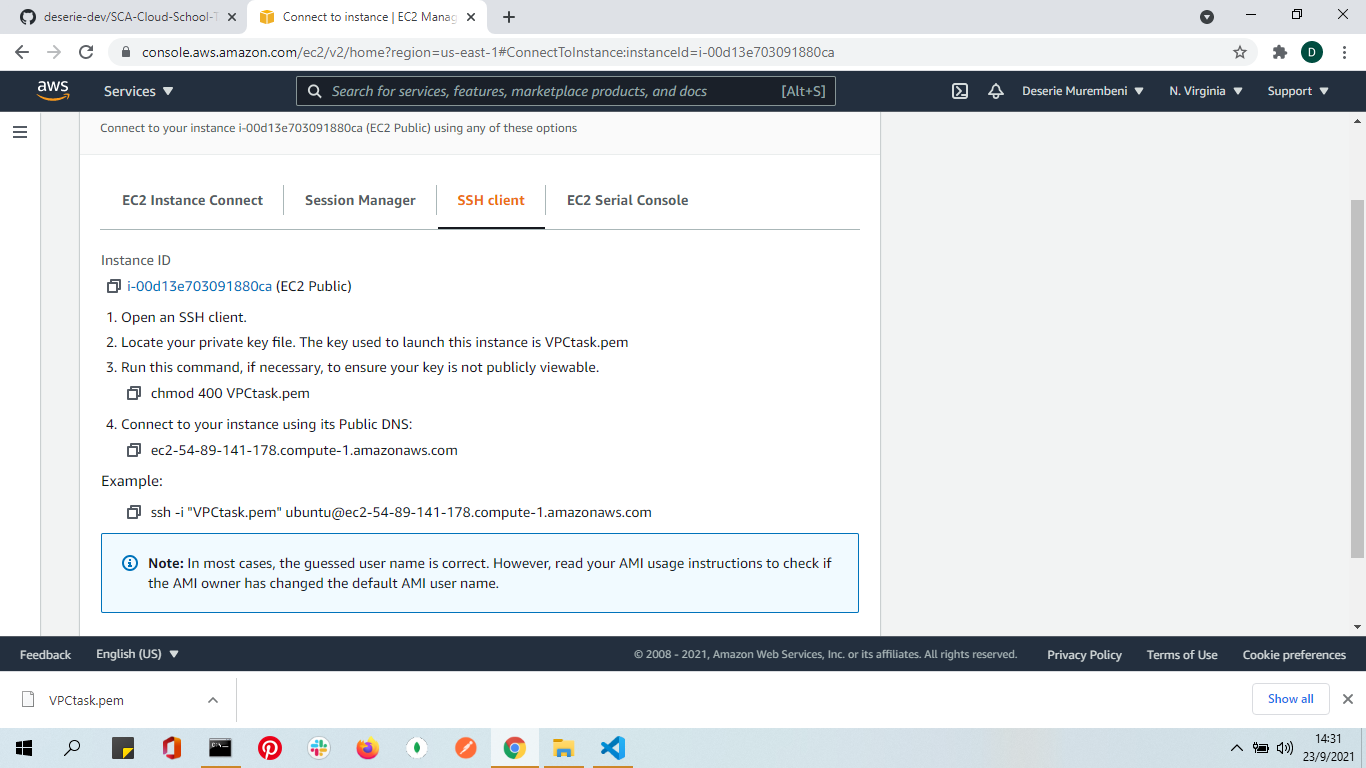 deserie-dev/SCA-Cloud-School-T
Connect to instance | EC2 Manag
console.aws.amazon.com/ec2/v2/home?region=us-east-1#ConnectToInstance:instanceId=i-00d13e703091880ca
D
aws
Services
Search for services, features, marketplace products, and docs
[Alt+S]
Deserie Murembeni
N. Virginia
Support
Connect to your instance i-00d13e703091880ca (EC2 Public) using any of these options
EC2 Instance Connect
Session Manager
SSH client
EC2 Serial Console
Instance ID
i-00d13e703091880ca (EC2 Public)
1. Open an SSH client.
2. Locate your private key file. The key used to launch this instance is VPCtask.pem
3. Run this command, if necessary, to ensure your key is not publicly viewable.
chmod 400 VPCtask.pem
4. Connect to your instance using its Public DNS:
ec2-54-89-141-178.compute-1.amazonaws.com
Example:
ssh -i "VPCtask.pem" ubuntu@ec2-54-89-141-178.compute-1.amazonaws.com
Note: In most cases, the guessed user name is correct. However, read your AMI usage instructions to check if
the AMI owner has changed the default AMI user name.
Feedback
English (US)
© 2008 - 2021, Amazon Web Services, Inc. or its affiliates. All rights reserved.
Privacy Policy
Terms of Use
Cookie preferences
VPCtask.pem
Show all
14:31
23/9/2021